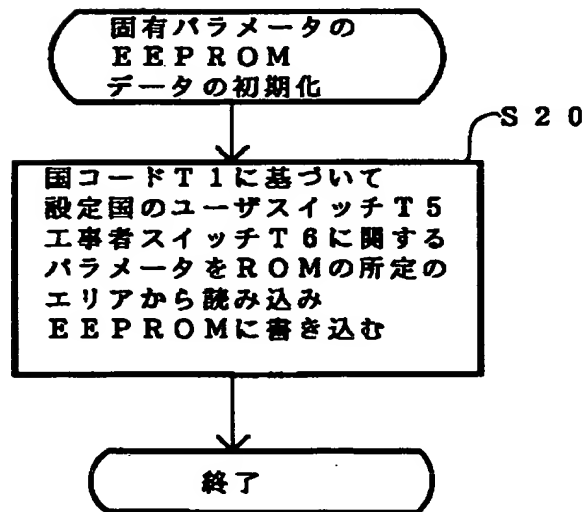 固有パラメータの
ＥＥＰＲＯＭ
データの初期化
Ｓ２０
国コードＴ１に基づいて
設定国のユーザスイッチＴ５
工事者スイッチＴ６に関する
パラメータをＲＯＭの所定の
エリアから読み込み
ＥＥＰＲＯＭに書き込む
終了